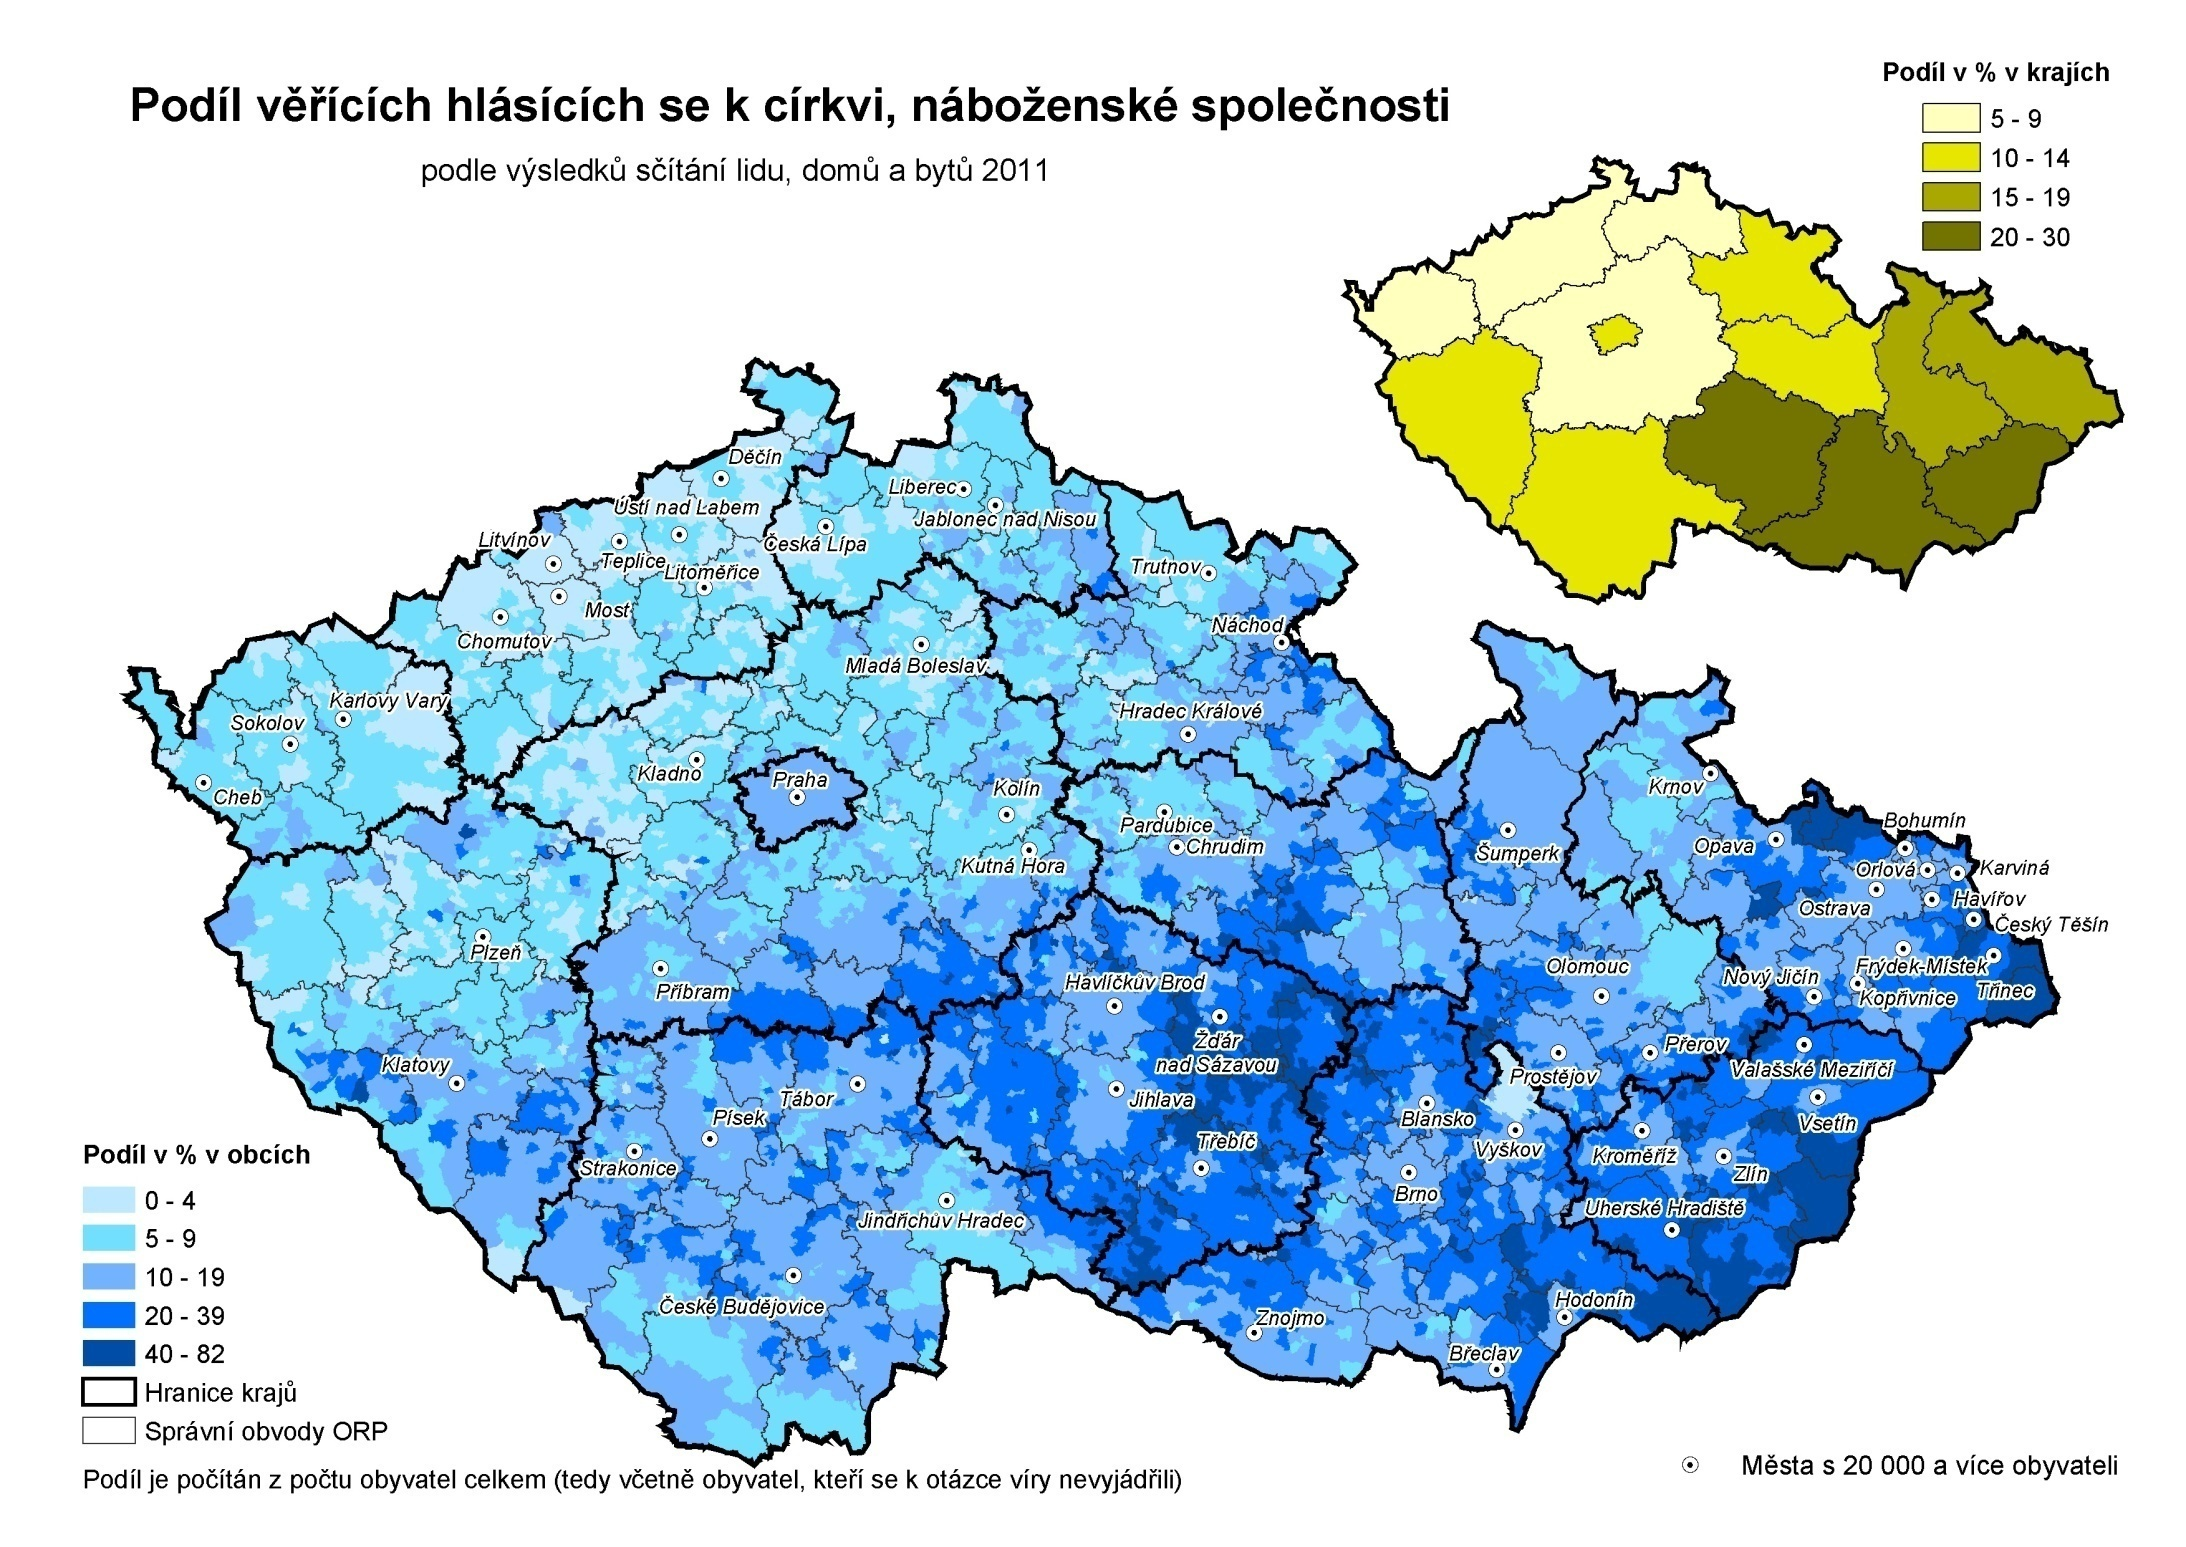 Podíl věřících hlásících se k církvi, náboženské společnosti
podle výsledků sčítání lidu, domů a bytů 2011
Podíl v % v krajích
5 - 9
10 - 14
15 - 19
20 - 30
Děčín
Liberec
Ústí nad Labem
Jablonec nad Nisou
Litvínov
Česká Lípa
Teplice
Litoměřice
Trutnov
Most
Chomutov
Náchod
Mladá Boleslav
Karlovy Vary
Sokolov
Hradec Králové
Kladno
Praha
Cheb
Kolín
Krnov
Pardubice
Bohumín
Chrudim
Opava
Šumperk
Kutná Hora
Orlová
Karviná
Havířov
Ostrava
Český Těšín
Plzeň
Olomouc
Frýdek-Místek
Nový Jičín
Havlíčkův Brod
Příbram
Třinec
Kopřivnice
Žďár
nad Sázavou
Přerov
Klatovy
Valašské Meziříčí
Prostějov
Tábor
Jihlava
Písek
Blansko
Vsetín
Třebíč
Vyškov
Kroměříž
Strakonice
Zlín
Brno
Uherské Hradiště
Jindřichův Hradec
České Budějovice
Hodonín
Znojmo
Břeclav
Podíl v % v obcích
0 - 4
5 - 9
10 - 19
20 - 39
40 - 82
Hranice krajů
Správní obvody ORP
Podíl je počítán z počtu obyvatel celkem (tedy včetně obyvatel, kteří se k otázce víry nevyjádřili)
Města s 20 000 a více obyvateli